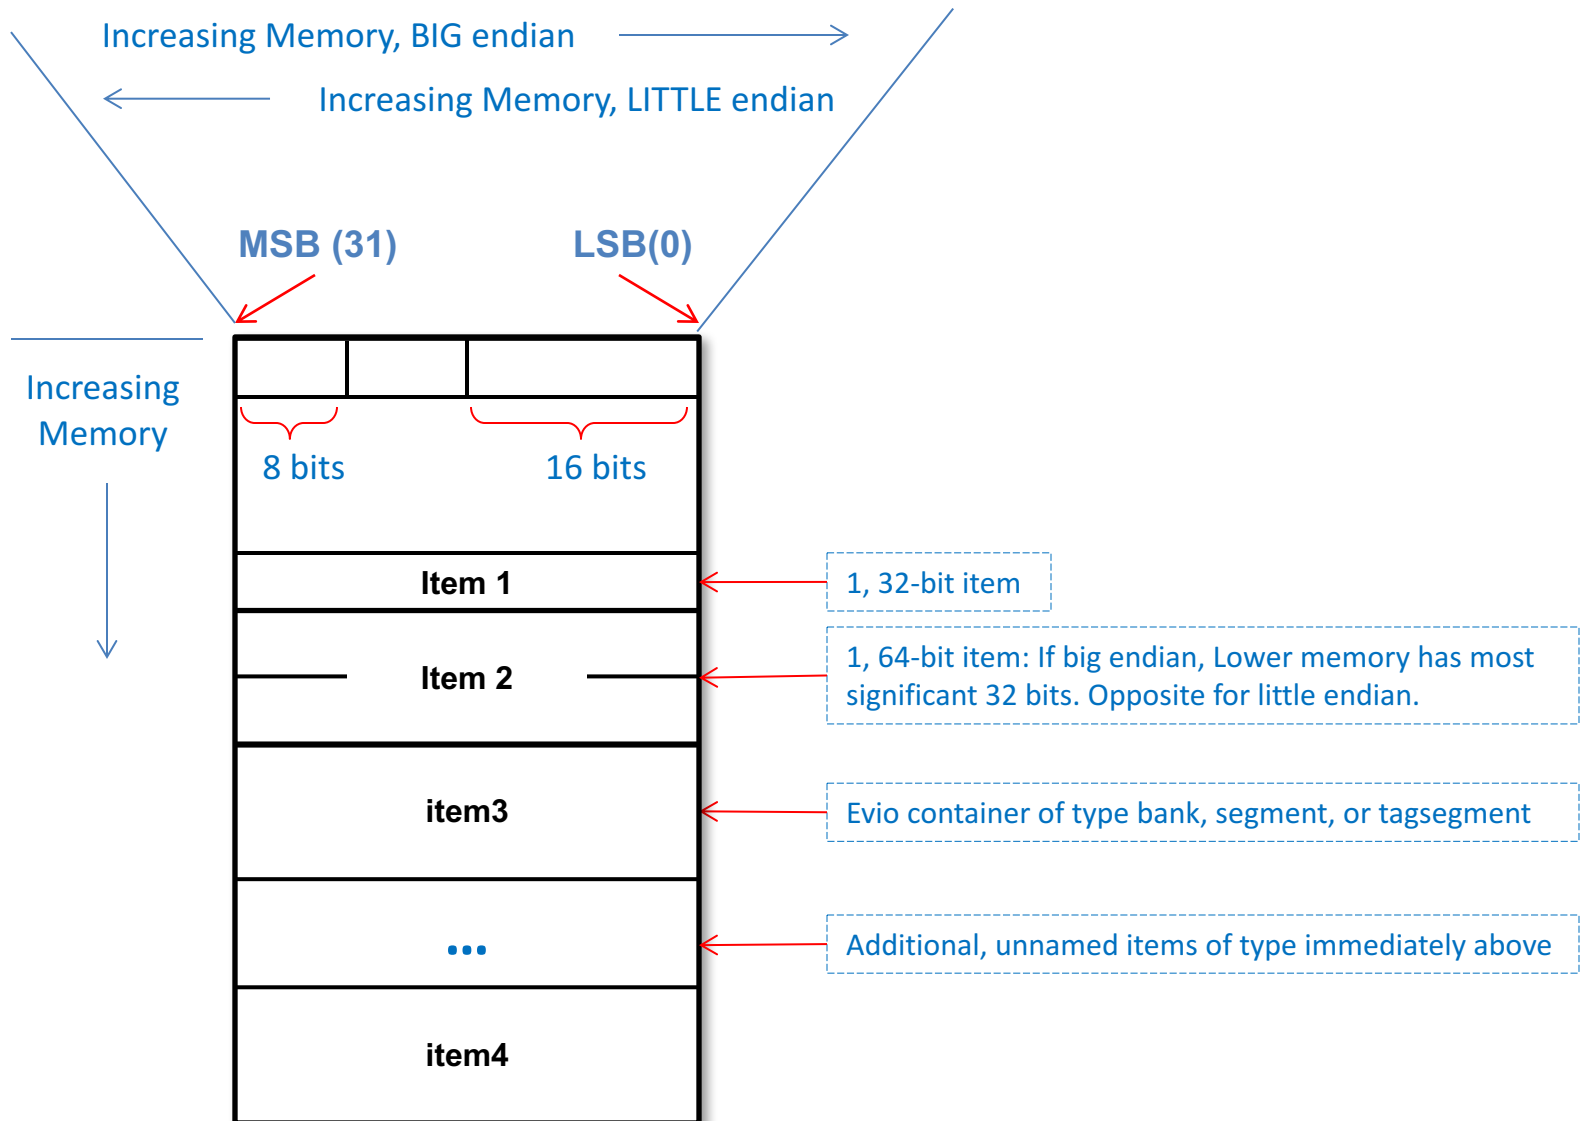 Increasing Memory, BIG endian
Increasing Memory, LITTLE endian
MSB (31)
LSB(0)
Increasing
Memory
8 bits
16 bits
Item 1
1, 32-bit item
Item 2
1, 64-bit item: If big endian, Lower memory has most
significant 32 bits. Opposite for little endian.
item3
Evio container of type bank, segment, or tagsegment
...
Additional, unnamed items of type immediately above
item4